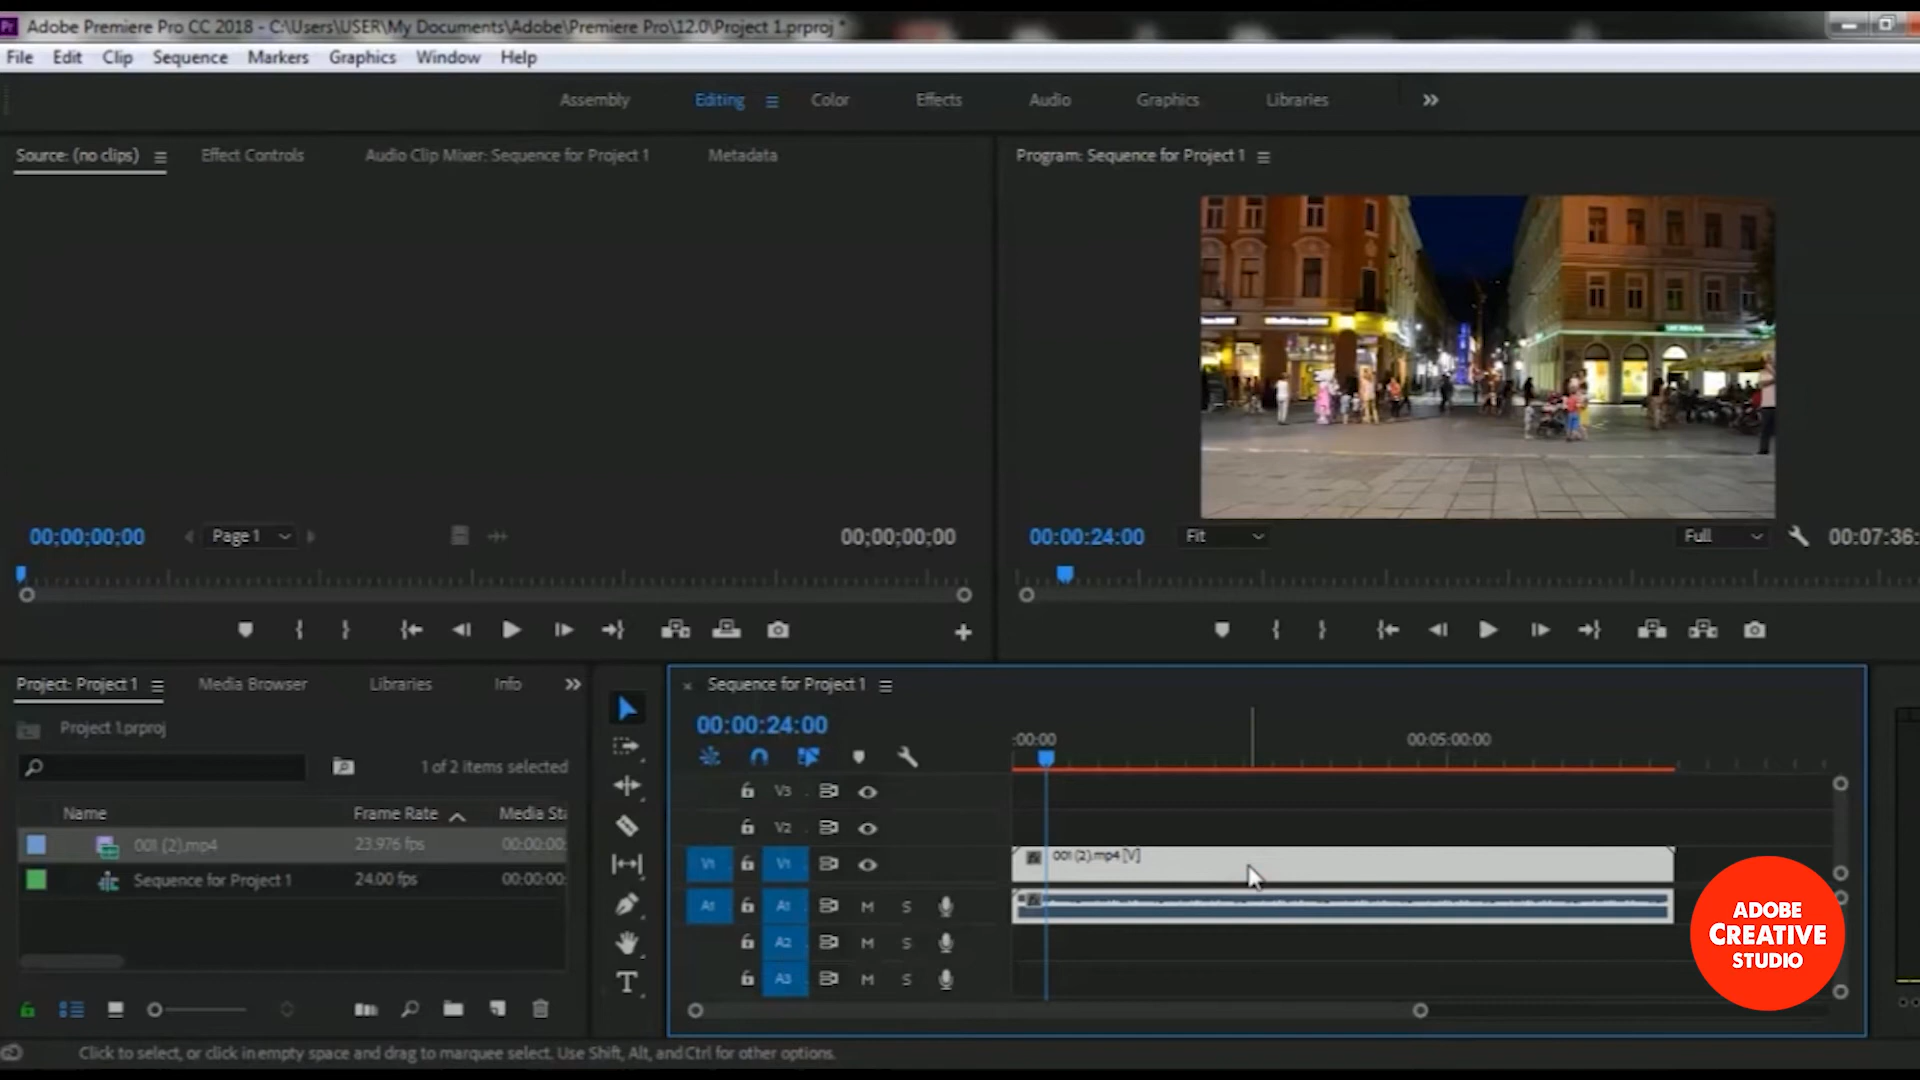 Adobe Premiere Pro CC 2018 - C:\Users\USER\My Documents\Adobe\Premiere Pro\12.0\Project 1.prproj *
File Edit Clip Sequence Markers Graphics Window Help
Assembly Editing Color Effects Audio Graphics Libraries
Source: (no clips) Effect Controls Audio Clip Mixer: Sequence for Project 1 Metadata
Program: Sequence for Project 1
00;00;00;00 Page 1 00;00;00;00
00:00:24:00 Fit Full 00:07:36:
Project: Project 1 Media Browser Libraries Info
Sequence for Project 1
Project 1.prproj
00:00:24:00
:00:00 00:05:00:00
1 of 2 items selected
Name Frame Rate Media Sta
001 (2).mp4 23.976 fps 00:00:00:
Sequence for Project 1 24.00 fps 00:00:00:
V3
V2
V1 V1 001 (2).mp4 [V]
A1 A1 M S
A2 M S
A3 M S
ADOBE
CREATIVE
STUDIO
Click to select, or click in empty space and drag to marquee select. Use Shift, Alt, and Ctrl for other options.